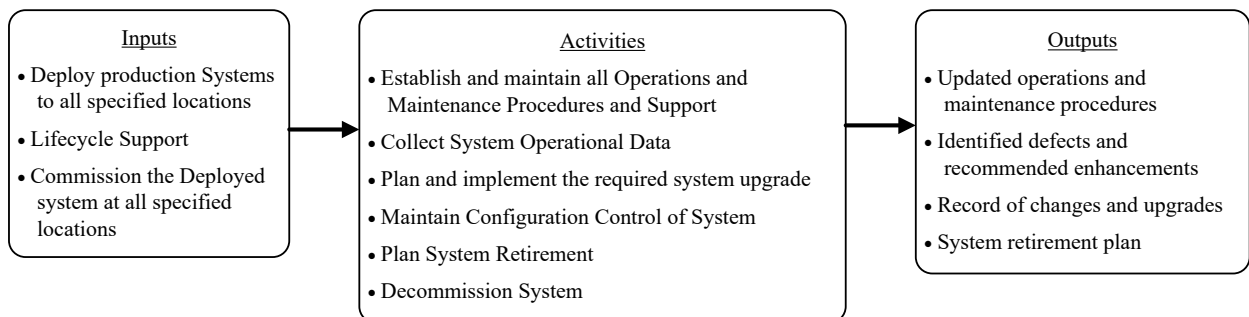 Inputs
• Deploy production Systems
to all specified locations
• Lifecycle Support
• Commission the Deployed
system at all specified
locations
Activities
• Establish and maintain all Operations and
Maintenance Procedures and Support
• Collect System Operational Data
• Plan and implement the required system upgrade
• Maintain Configuration Control of System
• Plan System Retirement
• Decommission System
Outputs
• Updated operations and
maintenance procedures
• Identified defects and
recommended enhancements
• Record of changes and upgrades
• System retirement plan